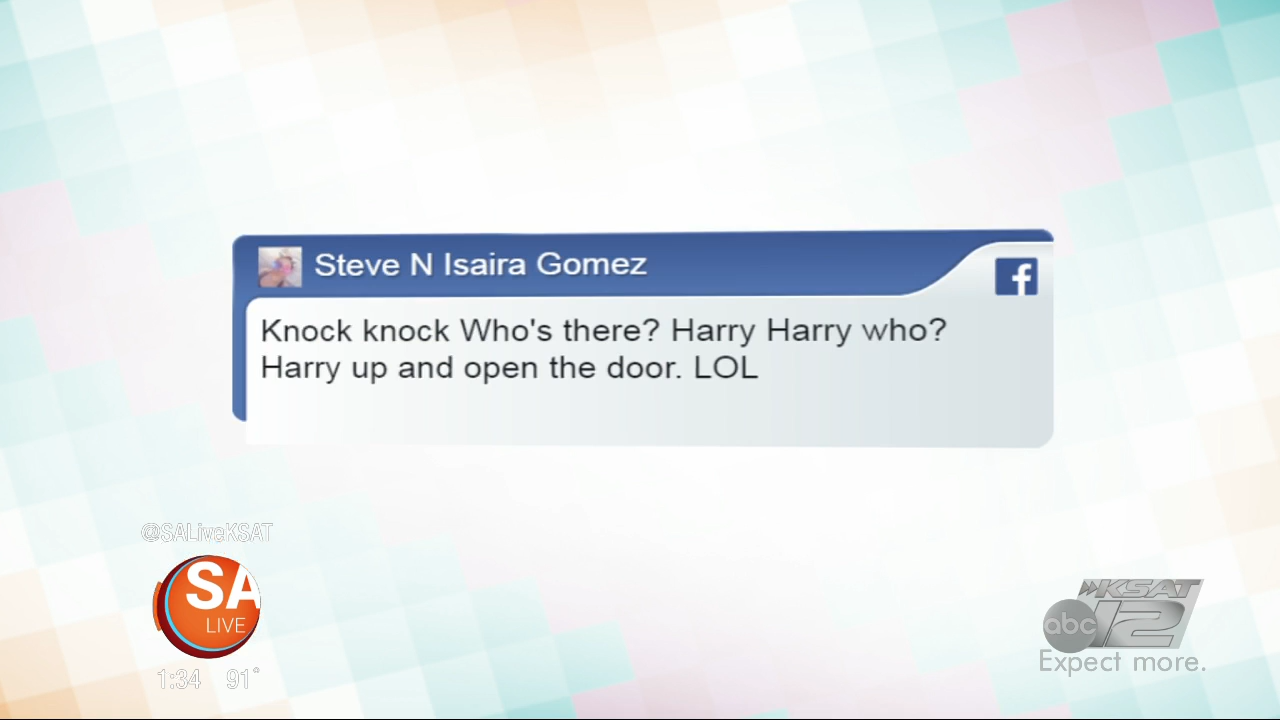 Steve N Isaira Gomez
f
Knock knock Who's there? Harry Harry who?
Harry up and open the door. LOL
@SALiveKSAT
SA
LIVE
1:34 91°
KSAT
abc 12
Expect more.